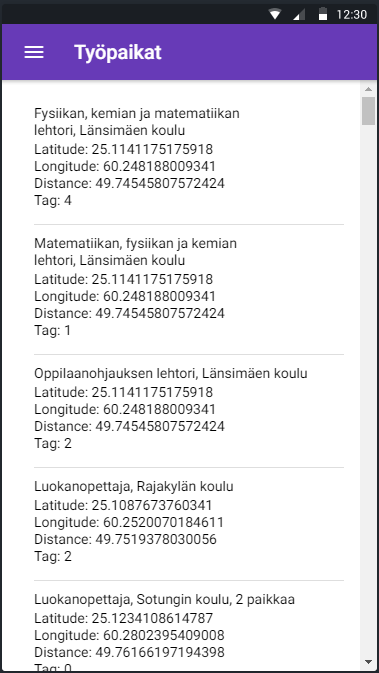 12:30
Työpaikat
Fysiikan, kemian ja matematiikan
lehtori, Länsimäen koulu
Latitude: 25.1141175175918
Longitude: 60.248188009341
Distance: 49.74545807572424
Tag: 4
Matematiikan, fysiikan ja kemian
lehtori, Länsimäen koulu
Latitude: 25.1141175175918
Longitude: 60.248188009341
Distance: 49.74545807572424
Tag: 1
Oppilaanohjauksen lehtori, Länsimäen koulu
Latitude: 25.1141175175918
Longitude: 60.248188009341
Distance: 49.74545807572424
Tag: 2
Luokanopettaja, Rajakylän koulu
Latitude: 25.1087673760341
Longitude: 60.2520070184611
Distance: 49.7519378030056
Tag: 2
Luokanopettaja, Sotungin koulu, 2 paikkaa
Latitude: 25.1234108614787
Longitude: 60.2802395409008
Distance: 49.76166197194398
Tag: 0